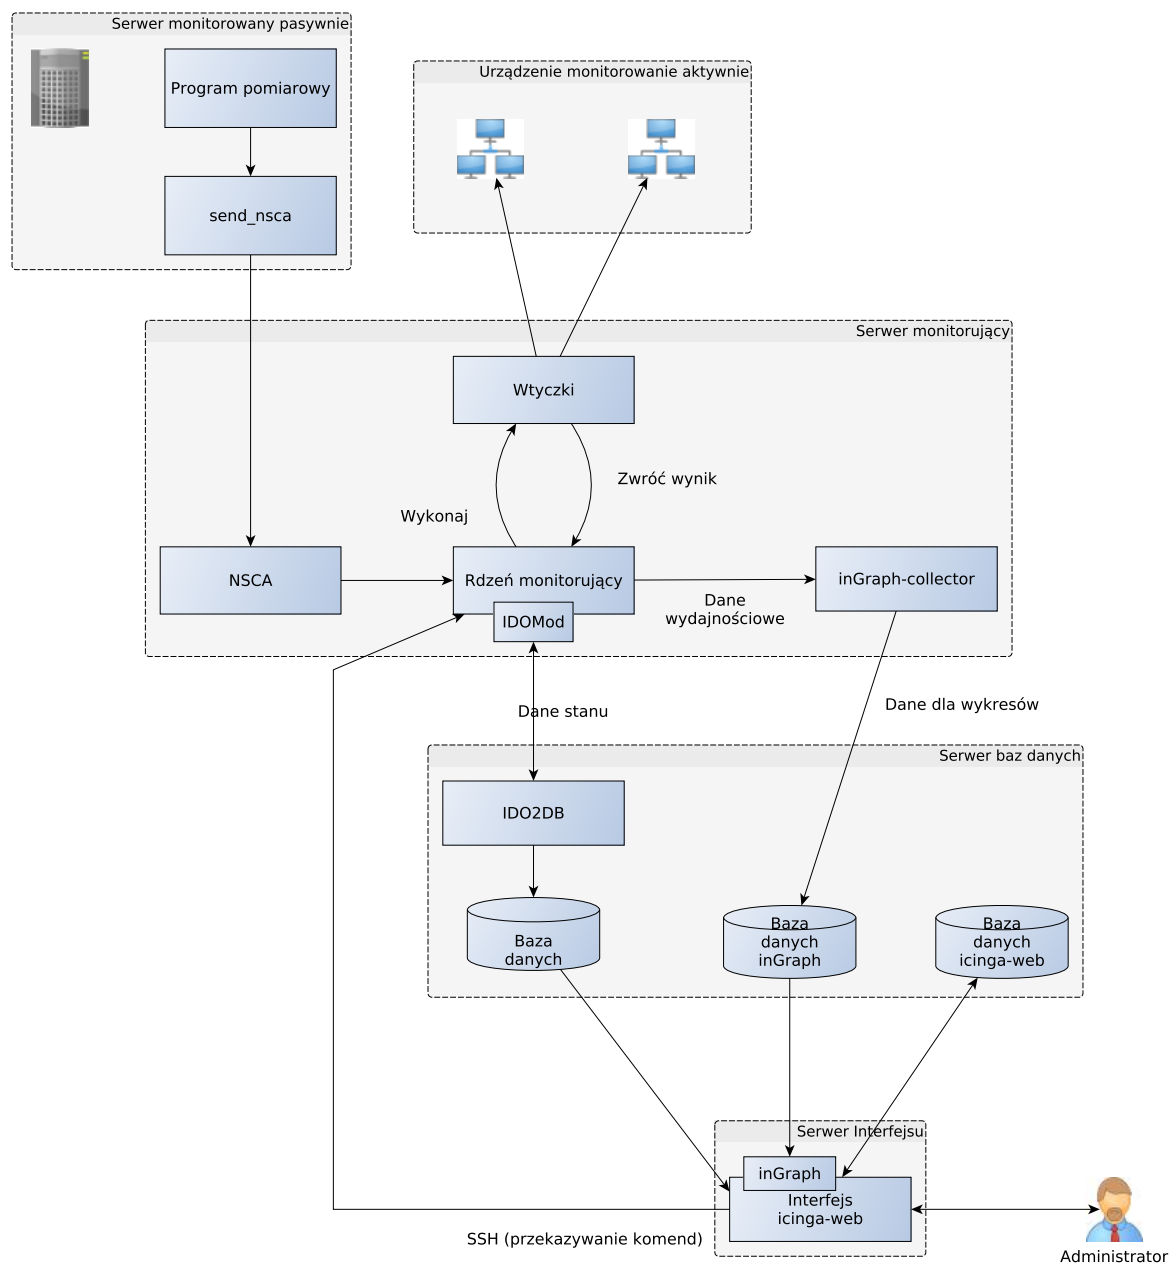 Serwer monitorowany pasywnie
Program pomiarowy
send_nsca
Urządzenie monitorowanie aktywnie
Serwer monitorujący
Wtyczki
Zwróć wynik
Wykonaj
NSCA
Rdzeń monitorujący
IDOMod
inGraph-collector
Dane
wydajnościowe
Dane stanu
Dane dla wykresów
Serwer baz danych
IDO2DB
Baza
danych
Baza
danych
inGraph
Baza
danych
icinga-web
Serwer Interfejsu
inGraph
Interfejs
icinga-web
SSH (przekazywanie komend)
Administrator